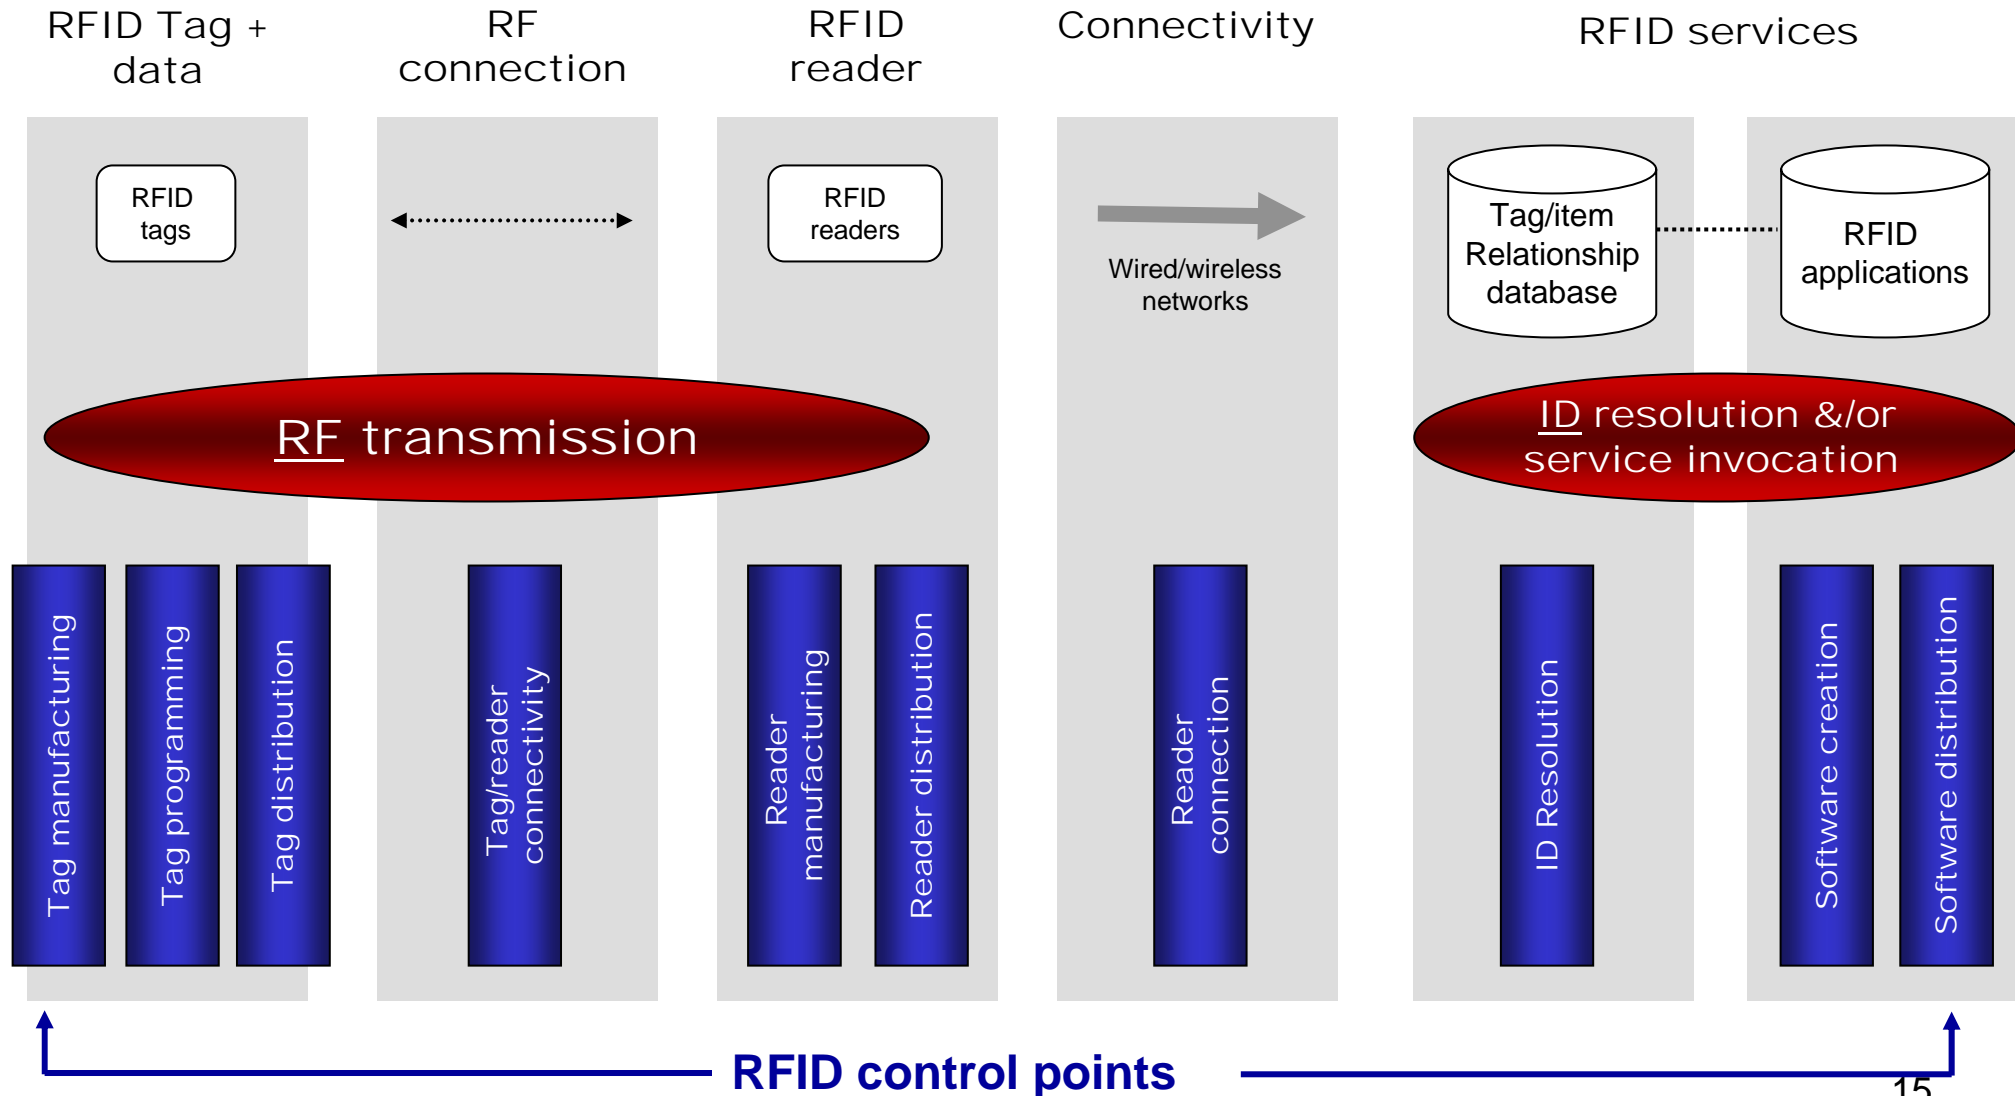 RFID Tag +
data
RF
connection
RFID
reader
Connectivity
RFID services
RFID
tags
RFID
readers
Wired/wireless
networks
Tag/item
Relationship
database
RFID
applications
RF transmission
ID resolution &/or
service invocation
Tag manufacturing
Tag programming
Tag distribution
Tag/reader
connectivity
Reader
manufacturing
Reader distribution
Reader
connection
ID Resolution
Software creation
Software distribution
RFID control points
15